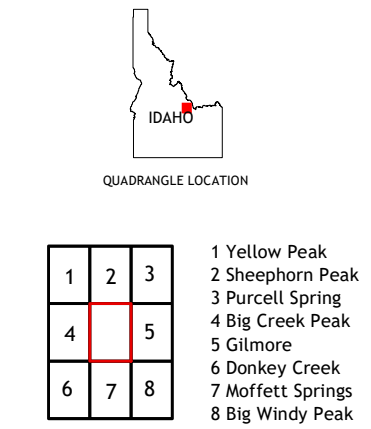 IDAHO
QUADRANGLE LOCATION
1 2 3
4 5
6 7 8
1 Yellow Peak
2 Sheephorn Peak
3 Purcell Spring
4 Big Creek Peak
5 Gilmore
6 Donkey Creek
7 Moffett Springs
8 Big Windy Peak